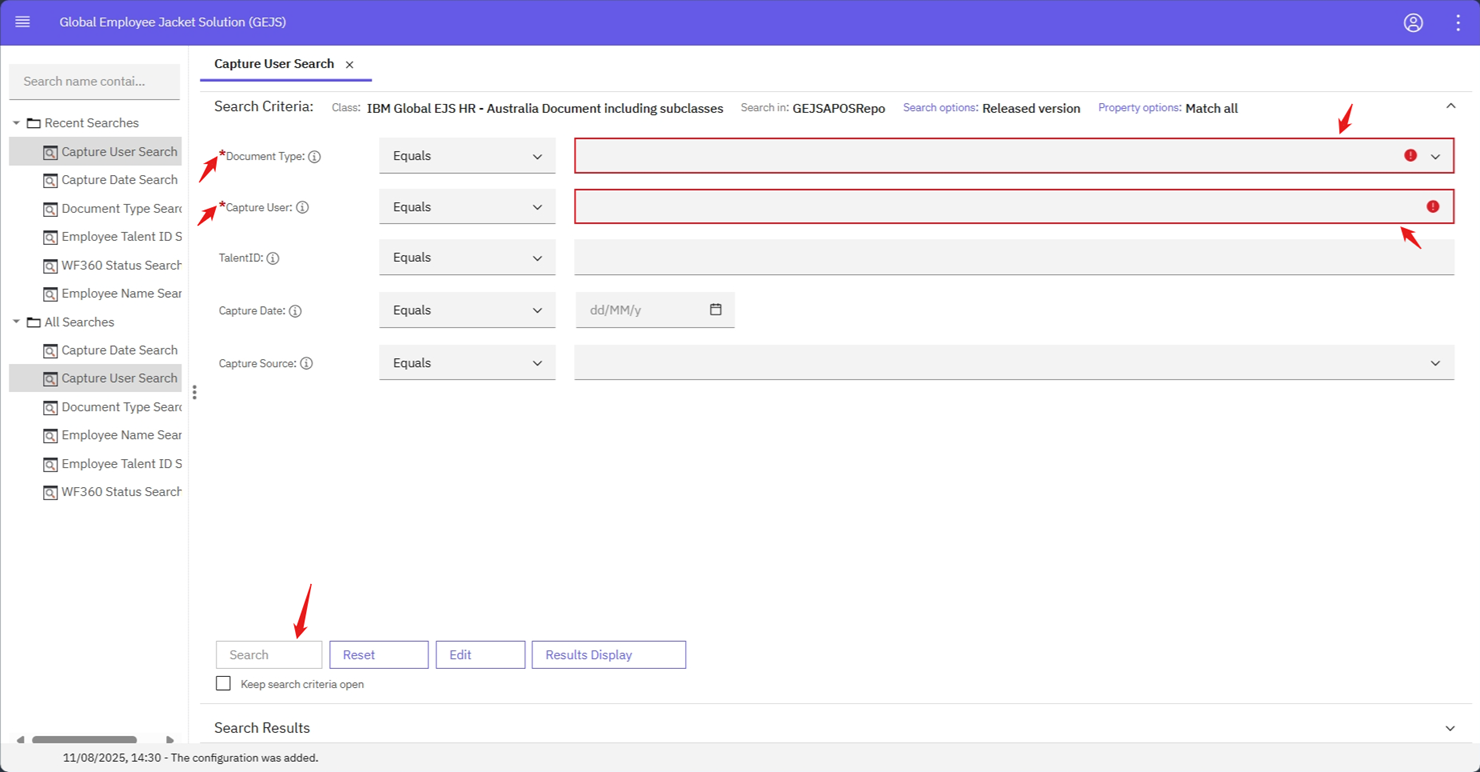 Global Employee Jacket Solution (GEJS)
Search name contai...
Recent Searches
Capture User Search
Capture Date Search
Document Type Searc
Employee Talent ID S
WF360 Status Search
Employee Name Sear
All Searches
Capture Date Search
Capture User Search
Document Type Searc
Employee Name Sear
Employee Talent ID S
WF360 Status Search
Capture User Search
Search Criteria: Class: IBM Global EJS HR - Australia Document including subclasses Search in: GEJSAPOSRepo Search options: Released version Property options: Match all
*Document Type: Equals
*Capture User: Equals
TalentID: Equals
Capture Date: Equals dd/MM/y
Capture Source: Equals
Search Reset Edit Results Display
Keep search criteria open
Search Results
11/08/2025, 14:30 - The configuration was added.